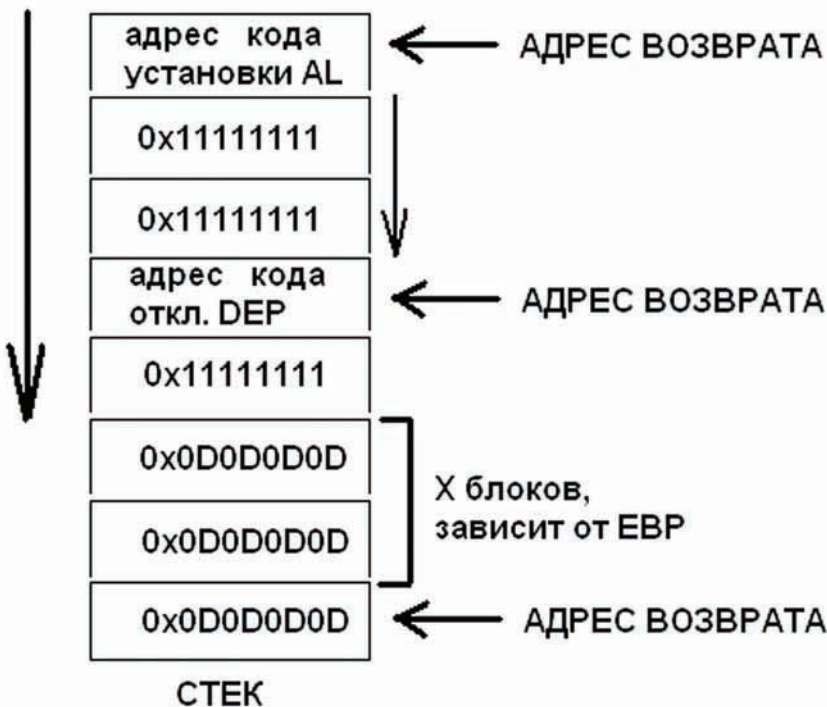 адрес кода
установки AL
АДРЕС ВОЗВРАТА
0x11111111
0x11111111
адрес кода
откл. DEP
АДРЕС ВОЗВРАТА
0x11111111
0x0D0D0D0D
X блоков,
зависит от EBP
0x0D0D0D0D
0x0D0D0D0D
АДРЕС ВОЗВРАТА
СТЕК